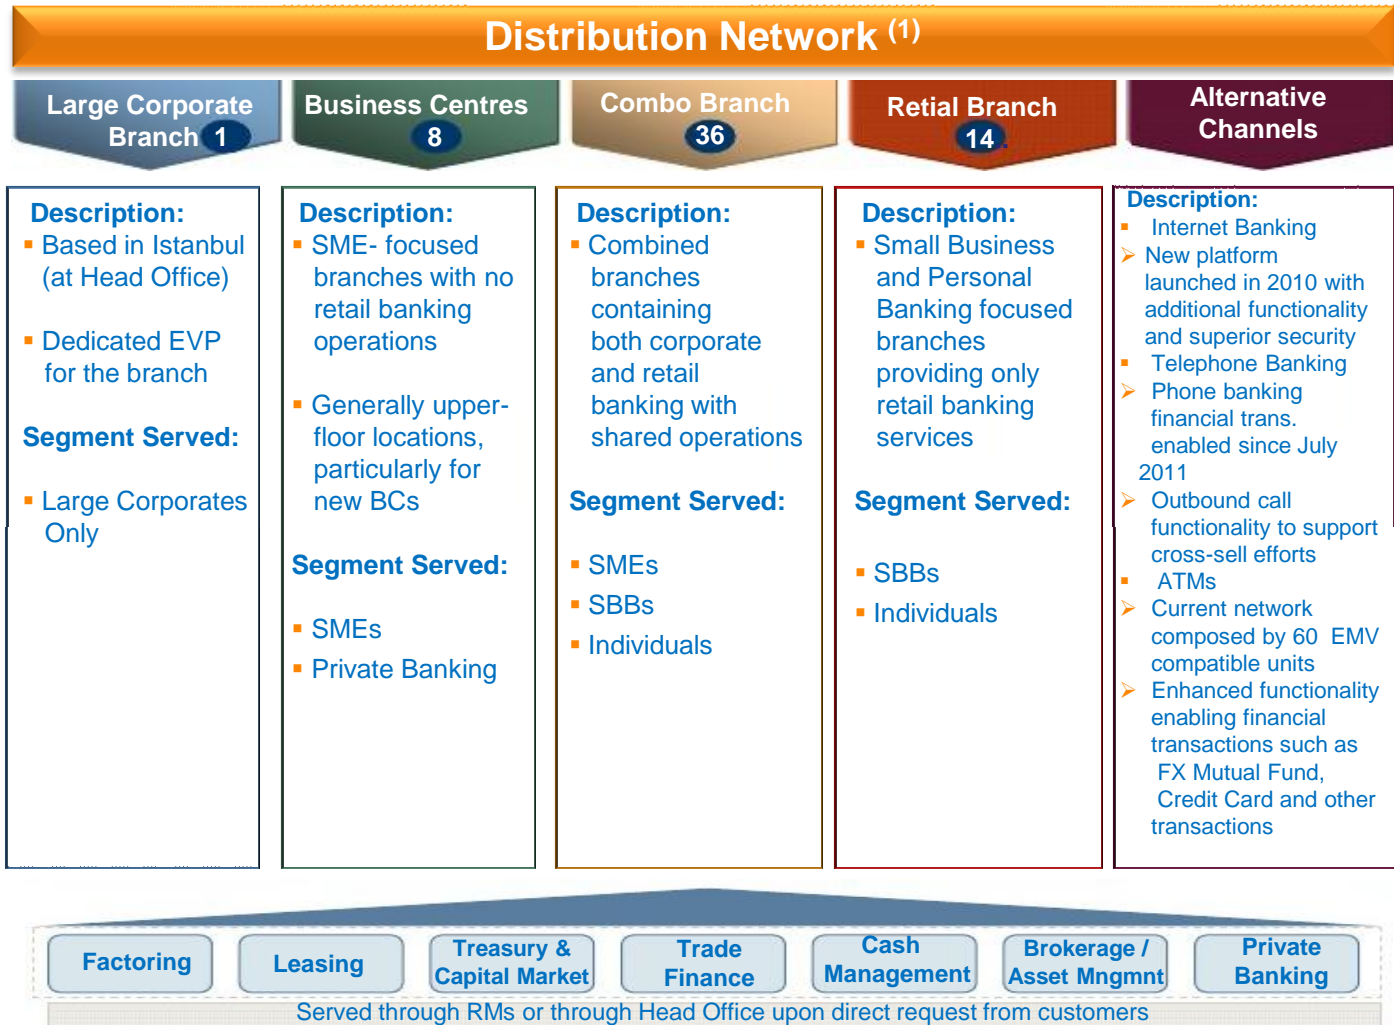 Distribution Network (1)
Large Corporate
Branch 1
Description:
▪ Based in Istanbul
(at Head Office)
▪ Dedicated EVP
for the branch
Segment Served:
▪ Large Corporates
Only
Business Centres
8
Description:
▪ SME- focused
branches with no
retail banking
operations
▪ Generally upper-
floor locations,
particularly for
new BCs
Segment Served:
▪ SMEs
▪ Private Banking
Combo Branch
36
Description:
▪ Combined
branches
containing
both corporate
and retail
banking with
shared operations
Segment Served:
▪ SMEs
▪ SBBs
▪ Individuals
Retial Branch
14.
Description:
▪ Small Business
and Personal
Banking focused
branches
providing only
retail banking
services
Segment Served:
▪ SBBs
▪ Individuals
Alternative
Channels
Description:
▪ Internet Banking
➢ New platform
launched in 2010 with
additional functionality
and superior security
▪ Telephone Banking
➢ Phone banking
financial trans.
enabled since July
2011
➢ Outbound call
functionality to support
cross-sell efforts
▪ ATMs
➢ Current network
composed by 60 EMV
compatible units
➢ Enhanced functionality
enabling financial
transactions such as
FX Mutual Fund,
Credit Card and other
transactions
Factoring
Leasing
Treasury &
Capital Market
Trade
Finance
Cash
Management
Brokerage /
Asset Mngmnt
Private
Banking
Served through RMs or through Head Office upon direct request from customers